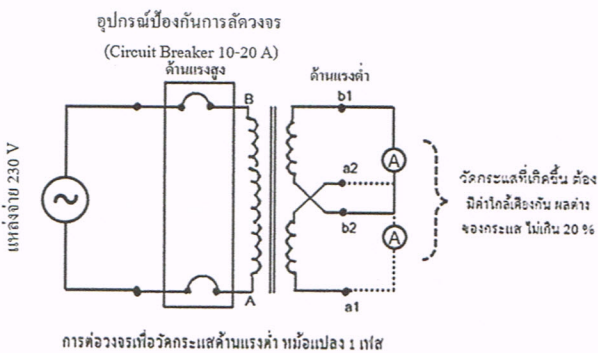 อุปกรณ์ป้องกันการลัดวงจร
(Circuit Breaker 10-20 A)
ด้านแรงสูง
ด้านแรงต่ำ
B
b1
A
a2
b2
A
A
a1
แหล่งจ่าย 230 V
วัดกระแสที่เกิดขึ้น ต้อง
มีค่าใกล้เคียงกัน ผลต่าง
ของกระแส ไม่เกิน 20 %
การต่อวงจรเพื่อวัดกระแสด้านแรงต่ำ หม้อแปลง 1 เฟส